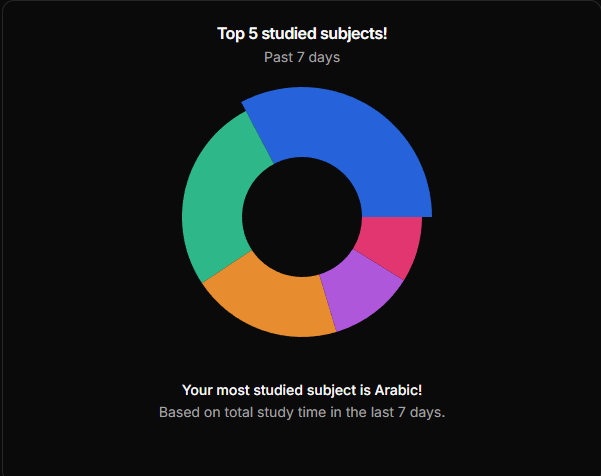 Top 5 studied subjects!
Past 7 days
Your most studied subject is Arabic!
Based on total study time in the last 7 days.